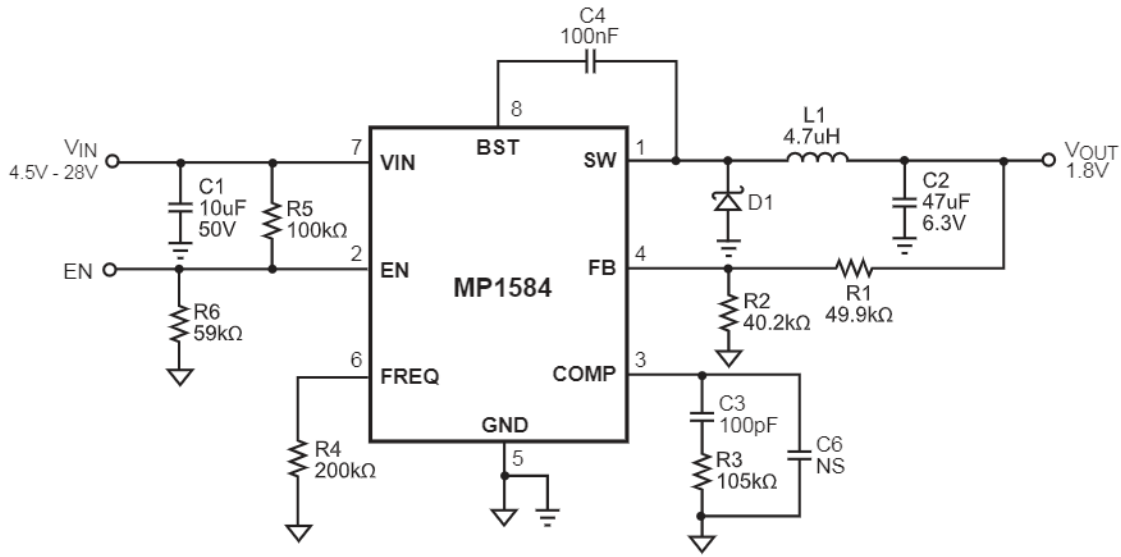 C4
100nF
8
BST
VIN
4.5V - 28V
7
VIN
C1
10uF
50V
R5
100kΩ
EN
2
EN
R6
59kΩ
6
FREQ
R4
200kΩ
MP1584
GND
5
SW
1
L1
4.7uH
VOUT
1.8V
D1
C2
47uF
6.3V
FB
4
R1
49.9kΩ
R2
40.2kΩ
COMP
3
C3
100pF
R3
105kΩ
C6
NS